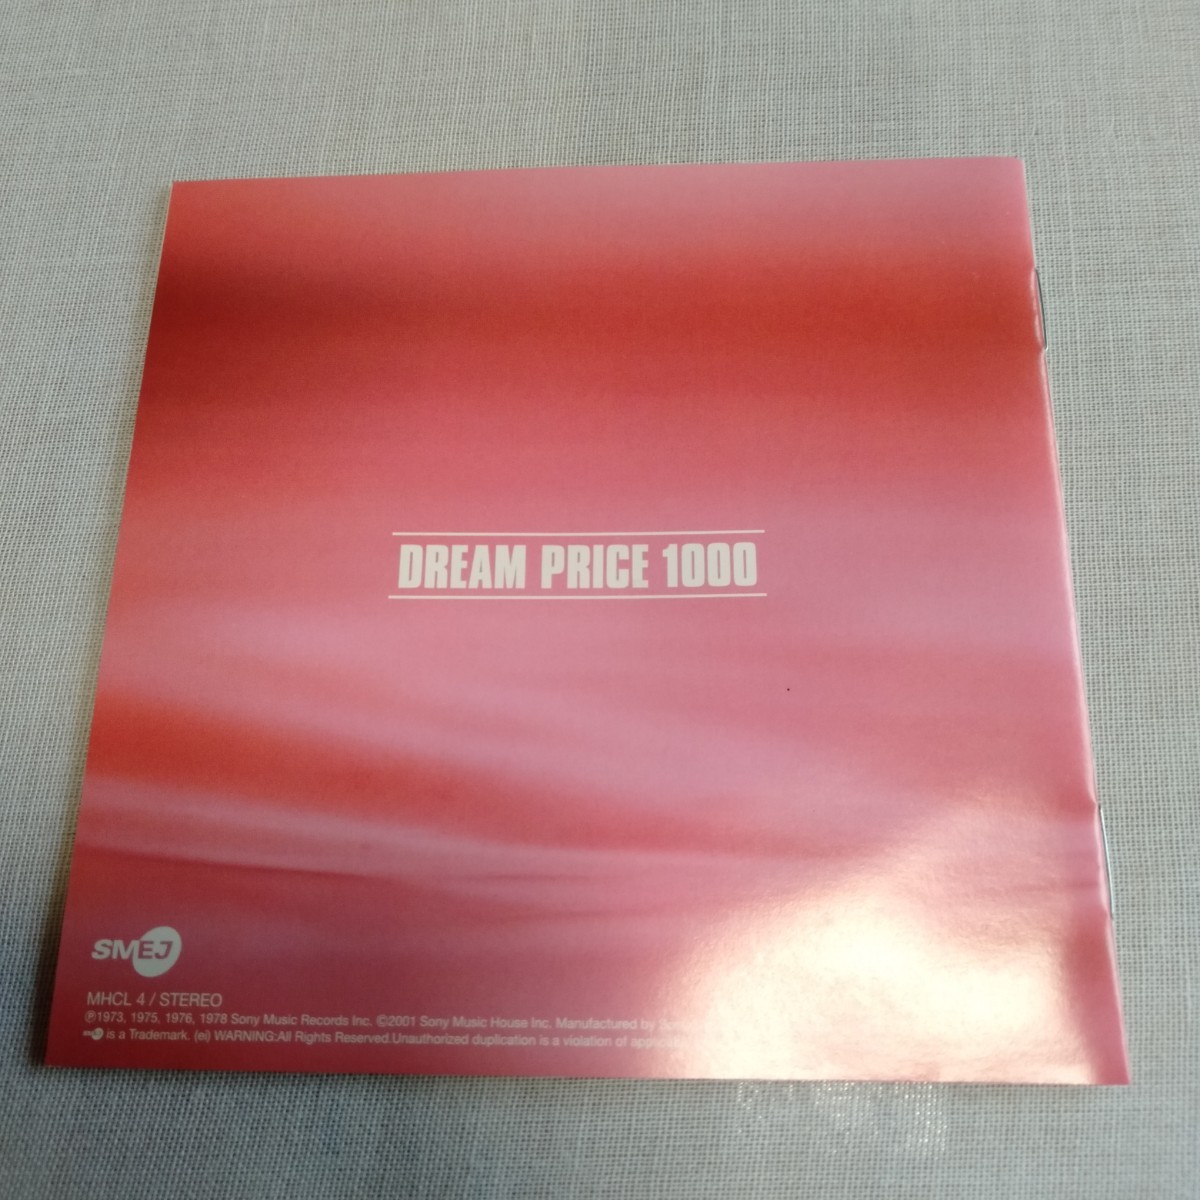 DREAM PRICE 1000
SMEJ
MHCL 4 / STEREO
℗1973, 1975, 1976, 1978 Sony Music Records Inc. ©2001 Sony Music House Inc. Manufactured by
SMEJ is a Trademark. (ei) WARNING:All Rights Reserved.Unauthorized duplication is a violation of